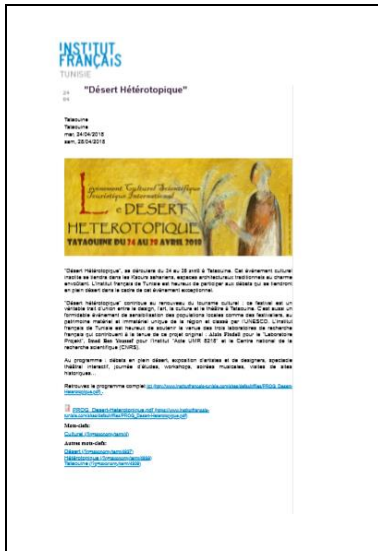 INSTITUT
FRANÇAIS
TUNISIE
24
"Désert Hétérotopique"
Tataouine
Tataouine
mar. 24/04/2018
sam. 28/04/2018
Evénement Culturel Scientifique
Touristique International
Le DESERT
HETEROTOPIQUE
TATAOUINE DU 24 AU 28 AVRIL 2018
"Désert Hétérotopique", se déroulera du 24 au 28 avril à Tataouine. Cet événement culturel
insolite se tiendra dans les Ksours sahariens, espaces architecturaux traditionnels au charme
envoûtant. L'Institut français de Tunisie est heureux de participer aux débats qui se tiendront
en plein désert dans le cadre de cet événement exceptionnel.
"Désert hétérotopique" contribue au renouveau du tourisme culturel : ce festival est un
véritable trait d'union entre le design, l'art, la culture et le théâtre à Tataouine. C'est aussi un
formidable événement de sensibilisation des populations locales comme des festivaliers, au
patrimoine matériel et immatériel unique de la région et classé par l'UNESCO. L'Institut
français de Tunisie est heureux de soutenir la venue des trois laboratoires de recherche
français qui contribuent à la tenue de ce projet original : Alain Findeli pour le "Laboratoire
Projekt", Saadi Ben Youssef pour l'Institut "Acte UMR 8218" et le Centre national de la
recherche scientifique (CNRS).
Au programme : débats en plein désert, exposition d'artistes et de designers, spectacle
théâtral interactif, journée d'études, workshops, soirées musicales, visites de sites
historiques...
Retrouvez le programme complet
PROG_Desert-Heterotopique.pdf
Mots-clefs:
Culturel
Autres mots-clefs:
Désert
Hétérotopique
Tataouine